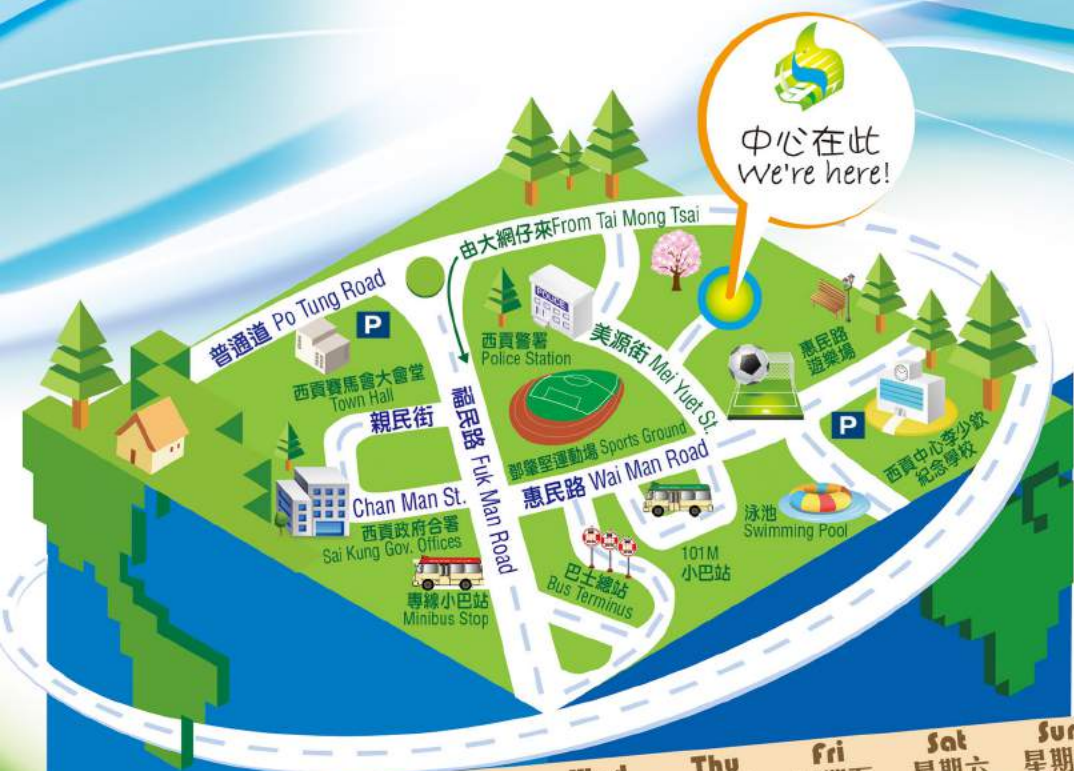 中心在此
We're here!
由大網仔來From Tai Mong Tsai
普通道 Po Tung Road
P
POLICE
西貢警署
Police Station
美源街 Mei Yuet St.
惠民路
遊樂場
西貢賽馬會大會堂
Town Hall
親民街
福民路 Fuk Man Road
鄧肇堅運動場 Sports Ground
P
西貢中心李少欽
紀念學校
惠民路 Wai Man Road
Chan Man St.
西貢政府合署
Sai Kung Gov. Offices
泳池
Swimming Pool
101M
小巴站
巴士總站
Bus Terminus
專線小巴站
Minibus Stop
Thu
Fri
Sat
Sun
星期六